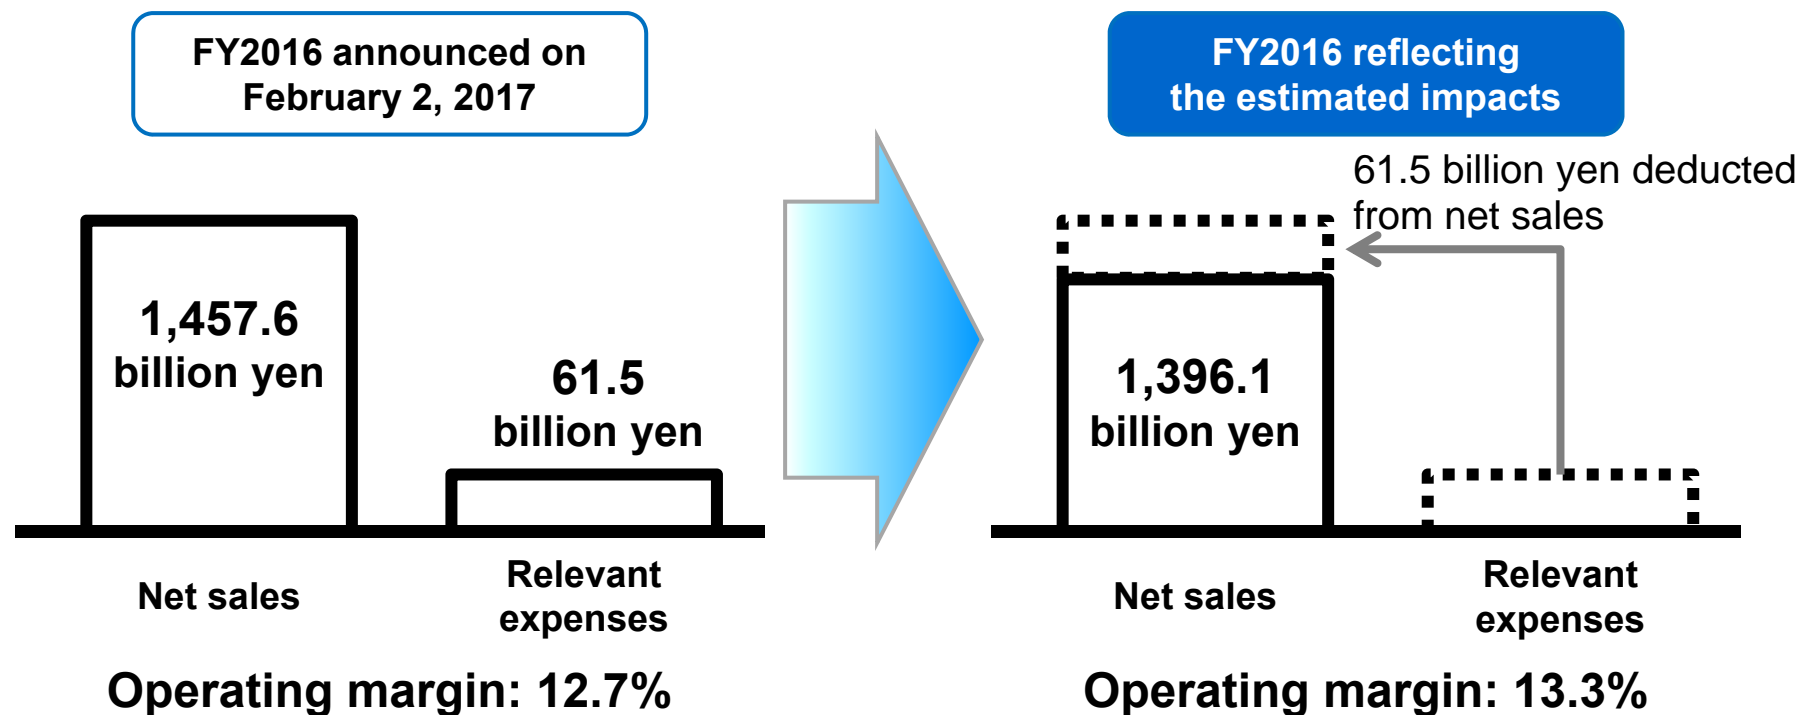 FY2016 announced on
February 2, 2017
1,457.6
billion yen
61.5
billion yen
Net sales
Relevant
expenses
Operating margin: 12.7%
FY2016 reflecting
the estimated impacts
61.5 billion yen deducted
from net sales
1,396.1
billion yen
Net sales
Relevant
expenses
Operating margin: 13.3%